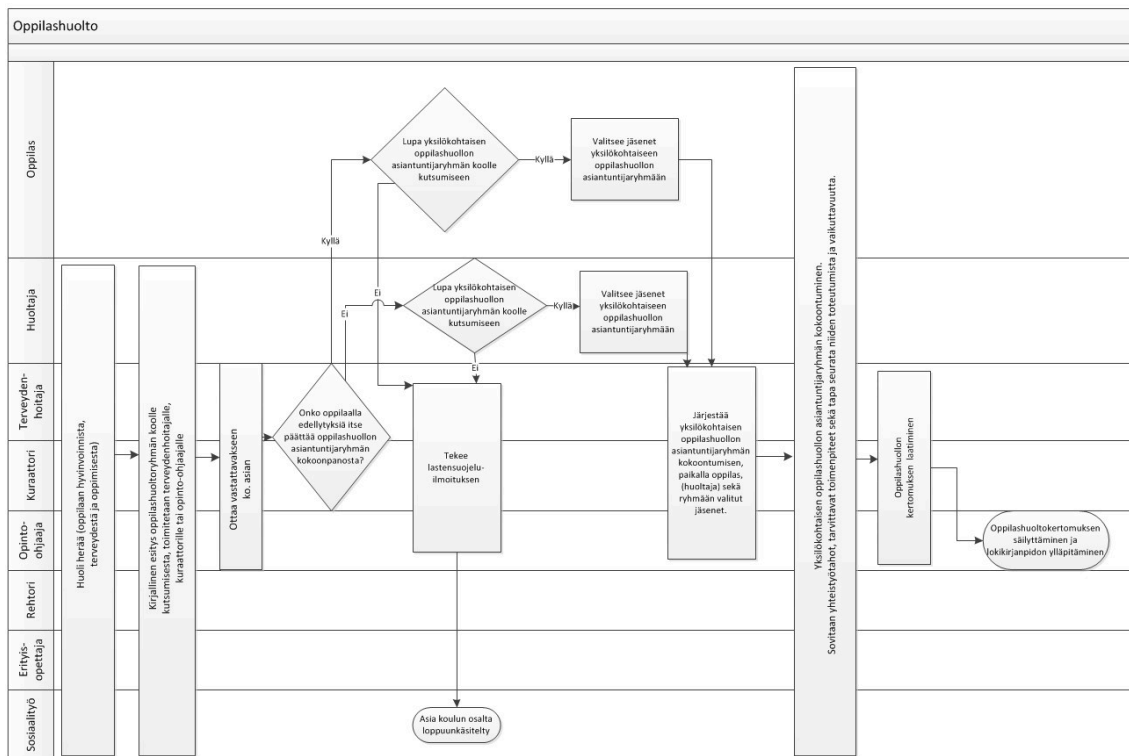 Oppilashuolto
Oppilas
Huoltaja
Terveyden-
hoitaja
Kuraattori
Opinto-
ohjaaja
Rehtori
Erityis-
opettaja
Sosiaalityö
Huoli herää (oppilaan hyvinvoinnista,
terveydestä ja oppimisesta)
Kirjallinen esitys oppilashuoltoryhmän koolle
kutsumisesta, toimitetaan terveydenhoitajalle,
kuraattorille tai opinto-ohjaajalle
Ottaa vastattavakseen
ko. asian
Onko oppilaalla
edellytyksiä itse
päättää oppilashuollon
asiantuntijaryhmän
kokoonpanosta?
Kyllä
Ei
Lupa yksilökohtaisen
oppilashuollon
asiantuntijaryhmän koolle
kutsumiseen
Kyllä
Ei
Valitsee jäsenet
yksilökohtaiseen
oppilashuollon
asiantuntijaryhmään
Lupa yksilökohtaisen
oppilashuollon
asiantuntijaryhmän koolle
kutsumiseen
Kyllä
Ei
Valitsee jäsenet
yksilökohtaiseen
oppilashuollon
asiantuntijaryhmään
Tekee
lastensuojelu-
ilmoituksen
Asia koulun osalta
loppuunkäsitelty
Järjestää
yksilökohtaisen
oppilashuollon
asiantuntijaryhmän
kokoontumisen,
paikalla oppilas,
(huoltaja) sekä
ryhmään valitut
jäsenet.
Yksilökohtaisen oppilashuollon asiantuntijaryhmän kokoontuminen.
Sovitaan yhteistyötahot, tarvittavat toimenpiteet sekä tapa seurata niiden toteutumista ja vaikuttavuutta.
Oppilashuollon
kertomuksen laatiminen
Oppilashuoltokertomuksen
säilyttäminen ja
lokikirjanpidon ylläpitäminen